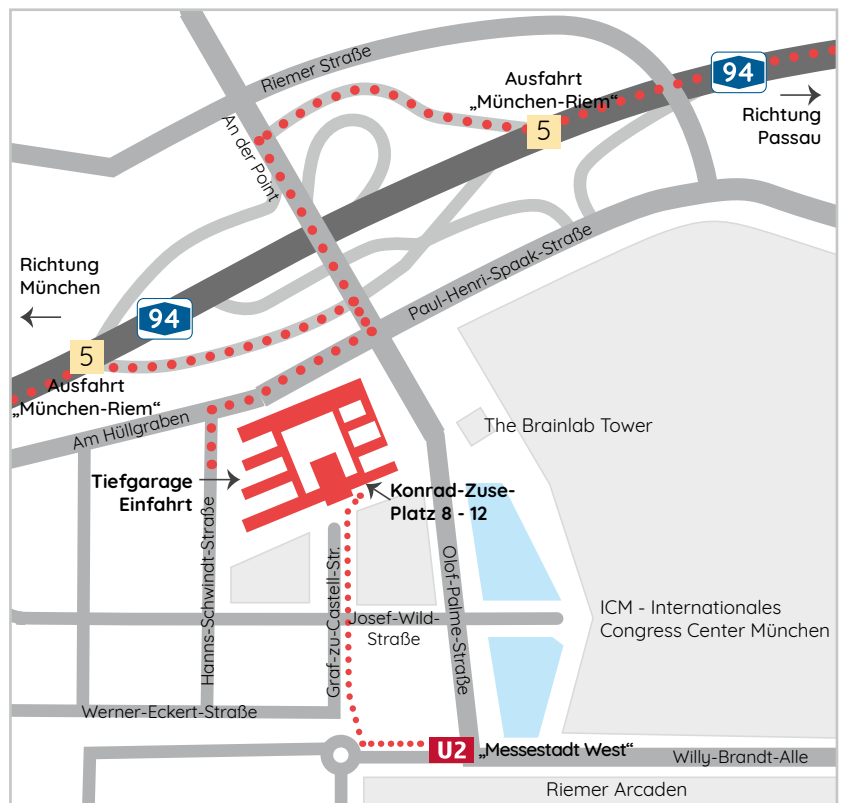 Riemer Straße
Ausfahrt
„München-Riem“
94
Richtung
Passau
5
An der Point
Richtung
München
94
Paul-Henri-Spaak-Straße
5
Ausfahrt
„München-Riem“
Am Hüllgraben
The Brainlab Tower
Tiefgarage
Einfahrt
Konrad-Zuse-
Platz 8 - 12
Hanns-Schwindt-Straße
Graf-zu-Castell-Str.
Olof-Palme-Straße
Josef-Wild-
Straße
ICM - Internationales
Congress Center München
Werner-Eckert-Straße
U2
„Messestadt West“
Willy-Brandt-Alle
Riemer Arcaden